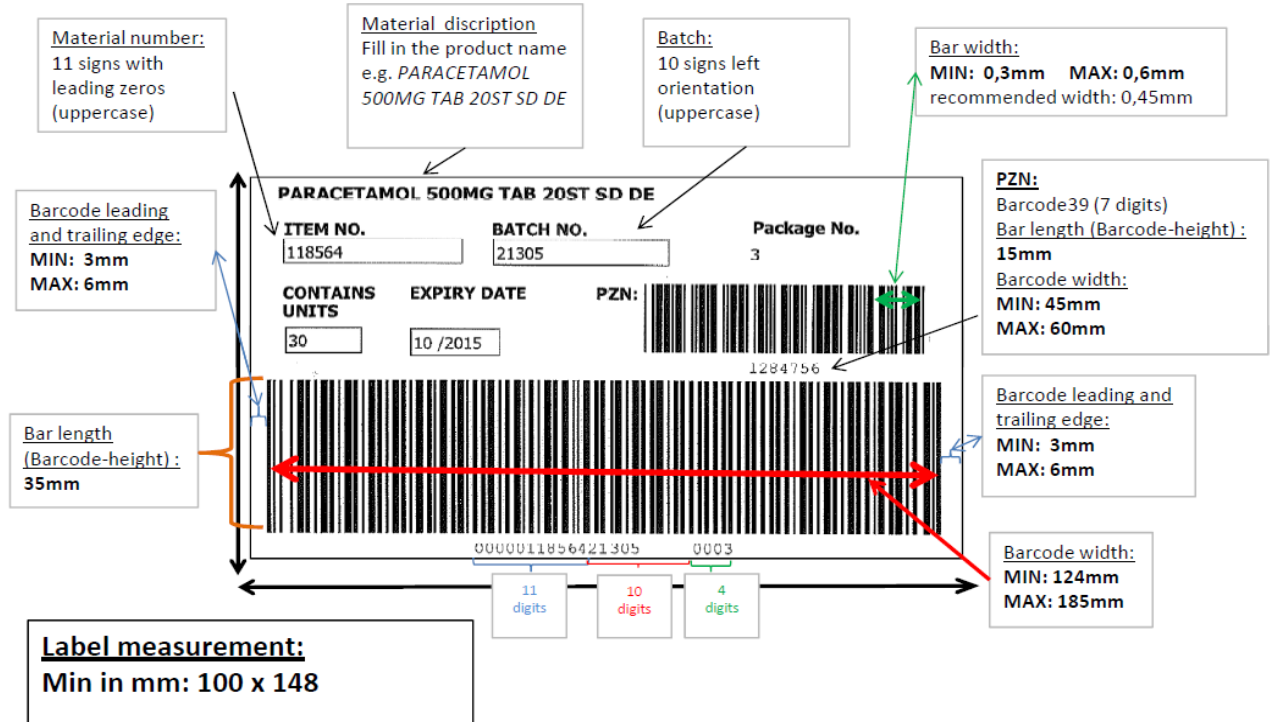 Material number:
11 signs with
leading zeros
(uppercase)
Material discription
Fill in the product name
e.g. PARACETAMOL
500MG TAB 20ST SD DE
Batch:
10 signs left
orientation
(uppercase)
Bar width:
MIN: 0,3mm MAX: 0,6mm
recommended width: 0,45mm
Barcode leading
and trailing edge:
MIN: 3mm
MAX: 6mm
PARACETAMOL 500MG TAB 20ST SD DE
ITEM NO. BATCH NO. Package No.
118564 21305 3
CONTAINS UNITS EXPIRY DATE PZN:
30 10 /2015
1284756
PZN:
Barcode39 (7 digits)
Bar length (Barcode-height) :
15mm
Barcode width:
MIN: 45mm
MAX: 60mm
Bar length
(Barcode-height) :
35mm
Barcode leading and
trailing edge:
MIN: 3mm
MAX: 6mm
0000011856421305 0003
11
digits
10
digits
4
digits
Barcode width:
MIN: 124mm
MAX: 185mm
Label measurement:
Min in mm: 100 x 148